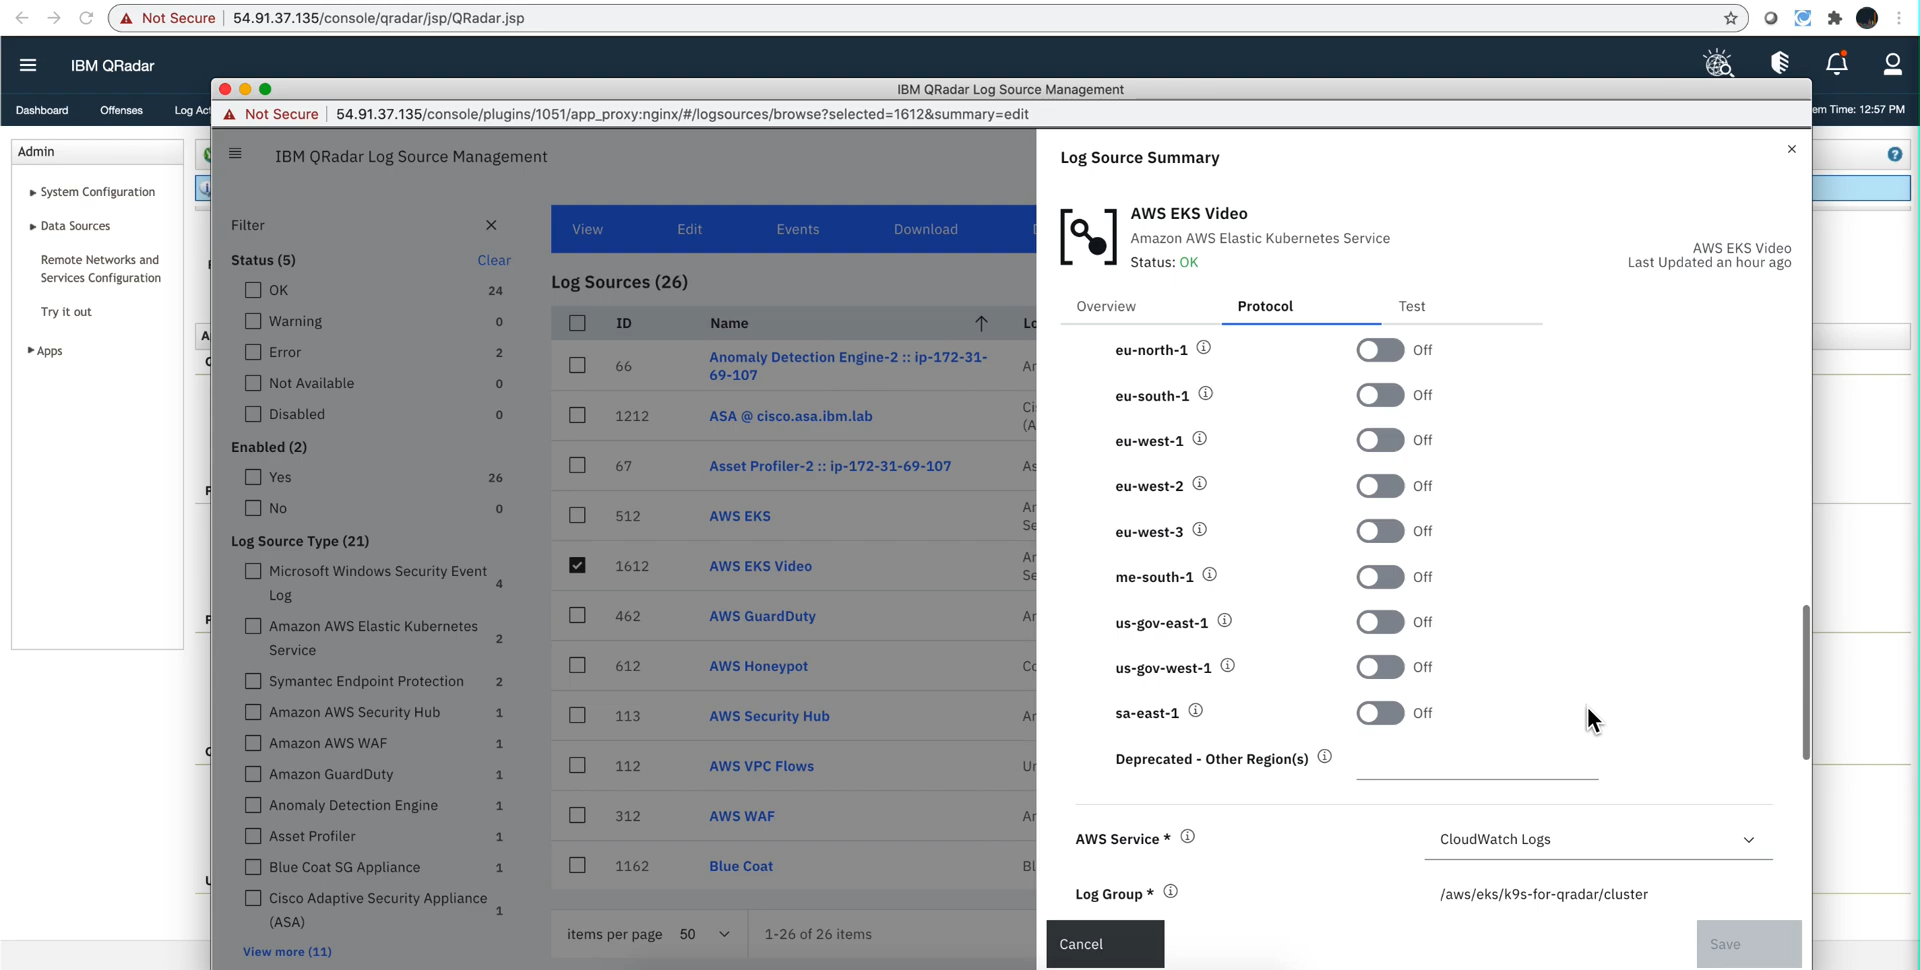 Not Secure
54.91.37.135/console/qradar/jsp/QRadar.jsp
IBM QRadar
Dashboard
Offenses
Log Act
em Time: 12:57 PM
IBM QRadar Log Source Management
Not Secure
54.91.37.135/console/plugins/1051/app_proxy:nginx/#/logsources/browse?selected=1612&summary=edit
Admin
System Configuration
Data Sources
Remote Networks and
Services Configuration
Try it out
Apps
IBM QRadar Log Source Management
Filter
Status (5)
Clear
OK
24
Warning
0
Error
2
Not Available
0
Disabled
0
Enabled (2)
Yes
26
No
0
Log Source Type (21)
Microsoft Windows Security Event
Log
4
Amazon AWS Elastic Kubernetes
Service
2
Symantec Endpoint Protection
2
Amazon AWS Security Hub
1
Amazon AWS WAF
1
Amazon GuardDuty
1
Anomaly Detection Engine
1
Asset Profiler
1
Blue Coat SG Appliance
1
Cisco Adaptive Security Appliance
(ASA)
1
View more (11)
View
Edit
Events
Download
Log Sources (26)
ID
Name
Lo
66
Anomaly Detection Engine-2 :: ip-172-31-
69-107
An
1212
ASA @ cisco.asa.ibm.lab
Ci
(A
67
Asset Profiler-2 :: ip-172-31-69-107
As
512
AWS EKS
An
Se
1612
AWS EKS Video
An
Se
462
AWS GuardDuty
An
612
AWS Honeypot
Co
113
AWS Security Hub
An
112
AWS VPC Flows
Un
312
AWS WAF
An
1162
Blue Coat
Bl
items per page
50
1-26 of 26 items
Log Source Summary
AWS EKS Video
Amazon AWS Elastic Kubernetes Service
Status: OK
AWS EKS Video
Last Updated an hour ago
Overview
Protocol
Test
eu-north-1
Off
eu-south-1
Off
eu-west-1
Off
eu-west-2
Off
eu-west-3
Off
me-south-1
Off
us-gov-east-1
Off
us-gov-west-1
Off
sa-east-1
Off
Deprecated - Other Region(s)
AWS Service *
CloudWatch Logs
Log Group *
/aws/eks/k9s-for-qradar/cluster
Cancel
Save